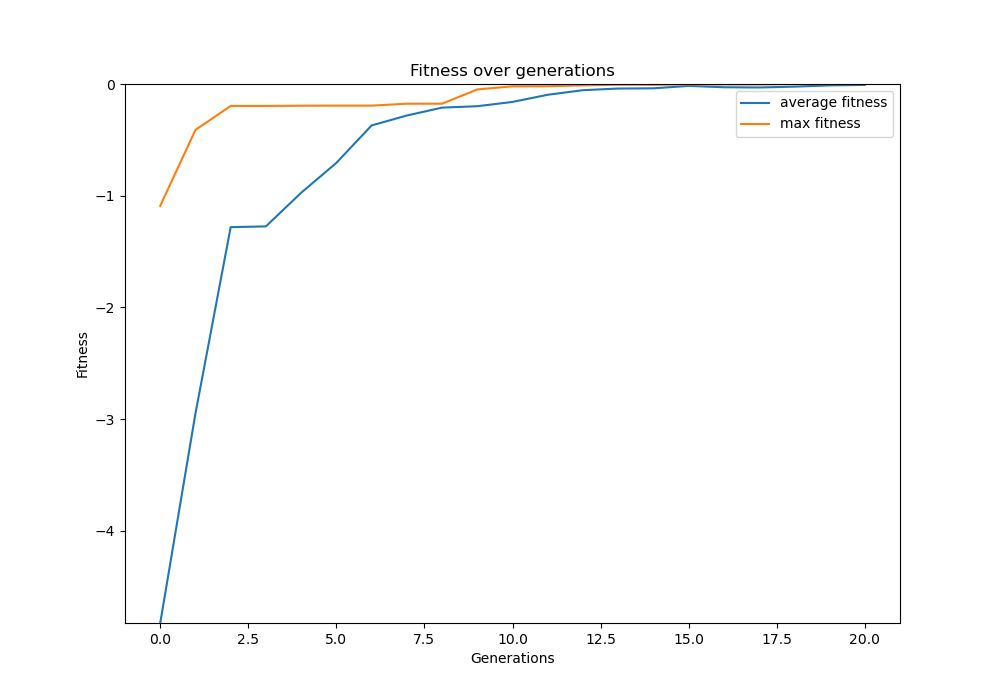 Fitness over generations
average fitness
max fitness
0
−1
−2
−3
−4
Fitness
0.0 2.5 5.0 7.5 10.0 12.5 15.0 17.5 20.0
Generations